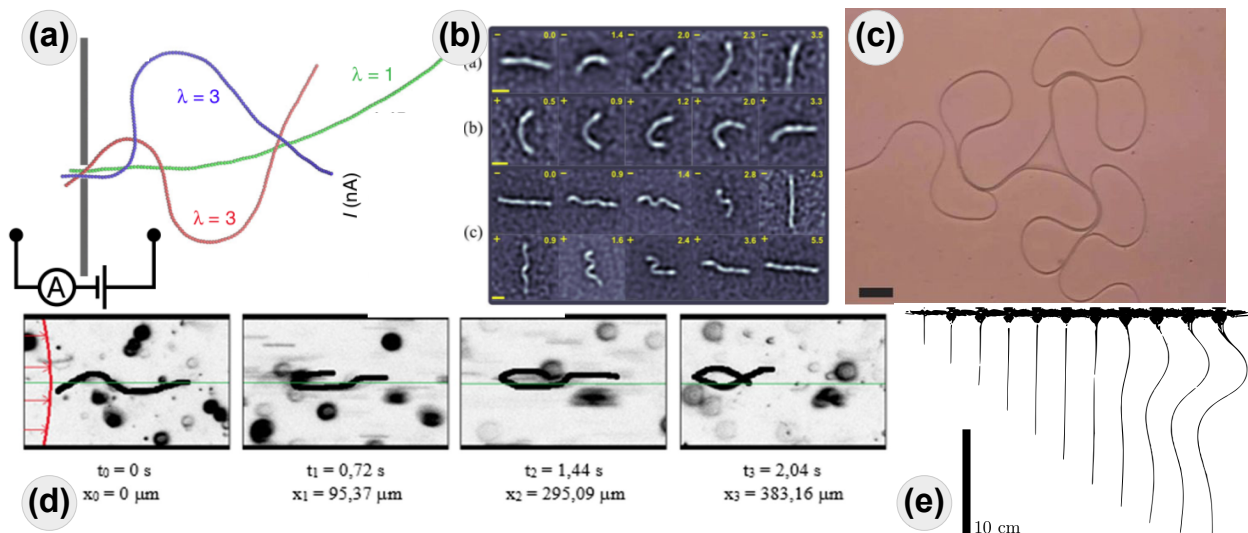 (a)
λ = 3
λ = 1
λ = 3
I (nA)
A
(b)
(a)
- 0.0 - 1.4 - 2.0 - 2.3 - 3.5
(b)
+ 0.5 + 0.9 + 1.2 + 2.0 + 3.3
(c)
- 0.0 - 0.9 - 1.4 - 2.8 - 4.3
+ 0.9 + 1.6 + 2.4 + 3.6 + 5.5
(c)
(d)
t0 = 0 s
x0 = 0 μm
t1 = 0,72 s
x1 = 95,37 μm
t2 = 1,44 s
x2 = 295,09 μm
t3 = 2,04 s
x3 = 383,16 μm
(e)
10 cm